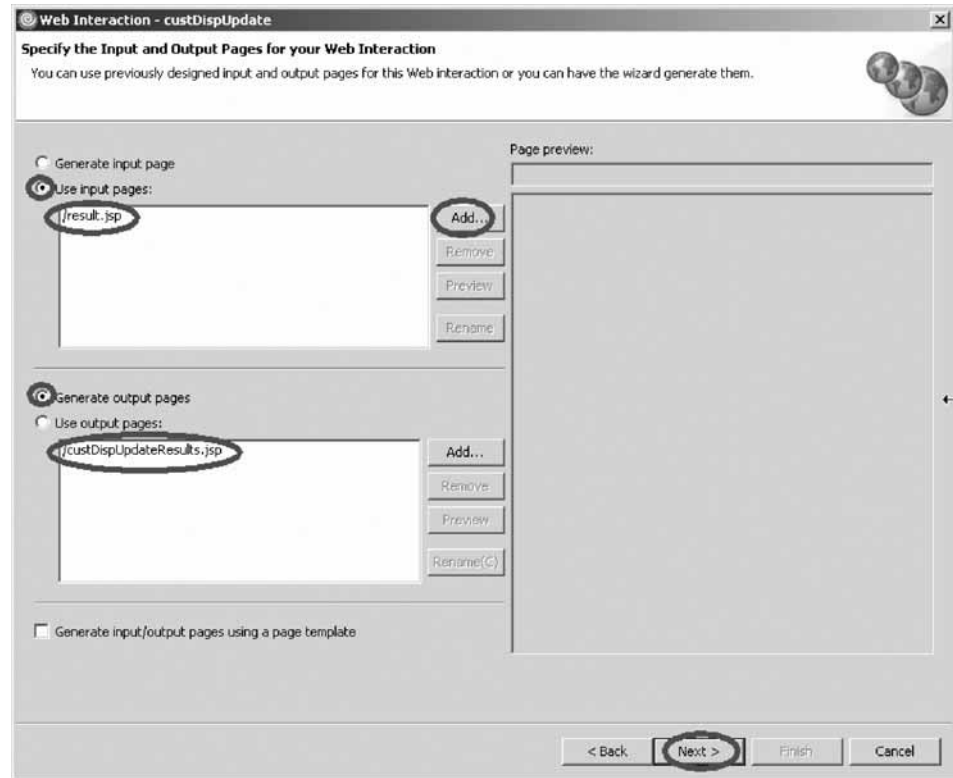 Web Interaction - custDispUpdate
Specify the Input and Output Pages for your Web Interaction
You can use previously designed input and output pages for this Web interaction or you can have the wizard generate them.
Page preview:
Generate input page
Use input pages:
/result.jsp
Add...
Remove
Preview
Rename
Generate output pages
Use output pages:
/custDispUpdateResults.jsp
Add...
Remove
Preview
Rename(C)
Generate input/output pages using a page template
< Back
Next >
Finish
Cancel